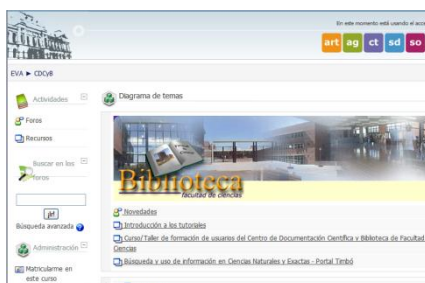 En este momento está usando el acce
art ag ct sd so
EVA ► CDCyB
Actividades
Foros
Recursos
Buscar en los
foros
Ir!
Búsqueda avanzada
Administración
Matricularme en
este curso
Diagrama de temas
Biblioteca
facultad de ciencias
Novedades
Introducción a los tutoriales
Curso/Taller de formación de usuarios del Centro de Documentación Científica y Biblioteca de Facultad
Ciencias
Búsqueda y uso de información en Ciencias Naturales y Exactas - Portal Timbó